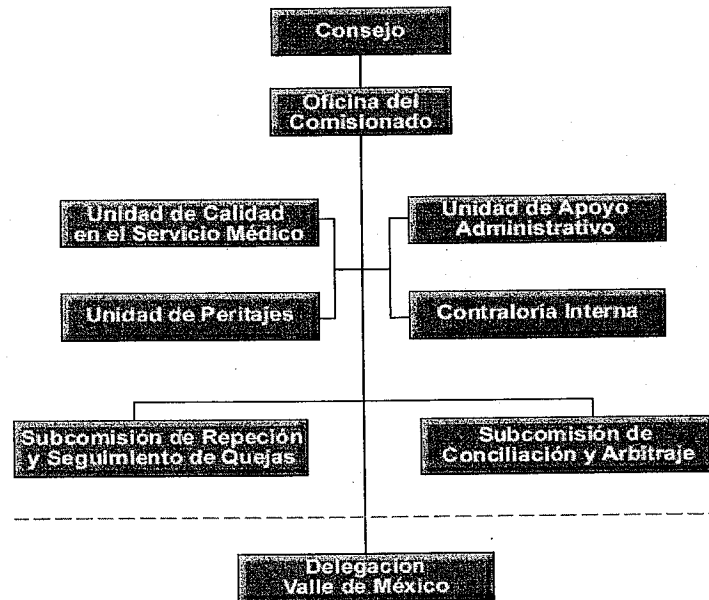 Consejo
Oficina del
Comisionado
Unidad de Calidad
en el Servicio Médico
Unidad de Apoyo
Administrativo
Unidad de Peritajes
Contraloría Interna
Subcomisión de Repeción
y Seguimiento de Quejas
Subcomisión de
Conciliación y Arbitraje
Delegación
Valle de México